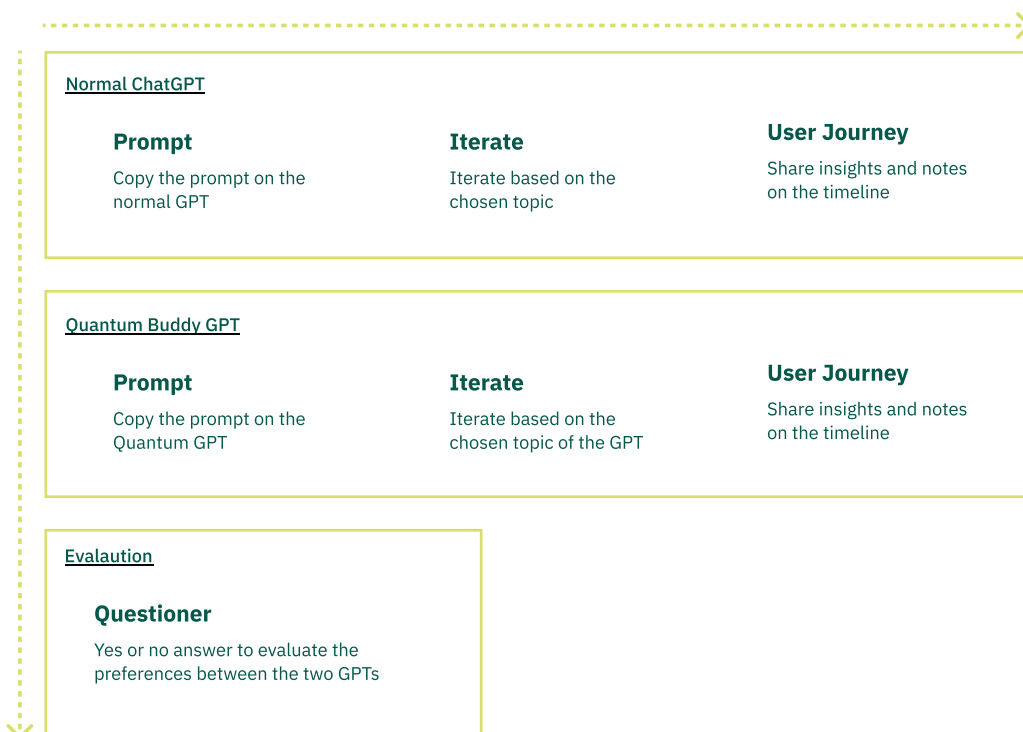 Normal ChatGPT
Prompt
Copy the prompt on the
normal GPT
Iterate
Iterate based on the
chosen topic
User Journey
Share insights and notes
on the timeline
Quantum Buddy GPT
Prompt
Copy the prompt on the
Quantum GPT
Iterate
Iterate based on the
chosen topic of the GPT
User Journey
Share insights and notes
on the timeline
Evalaution
Questioner
Yes or no answer to evaluate the
preferences between the two GPTs